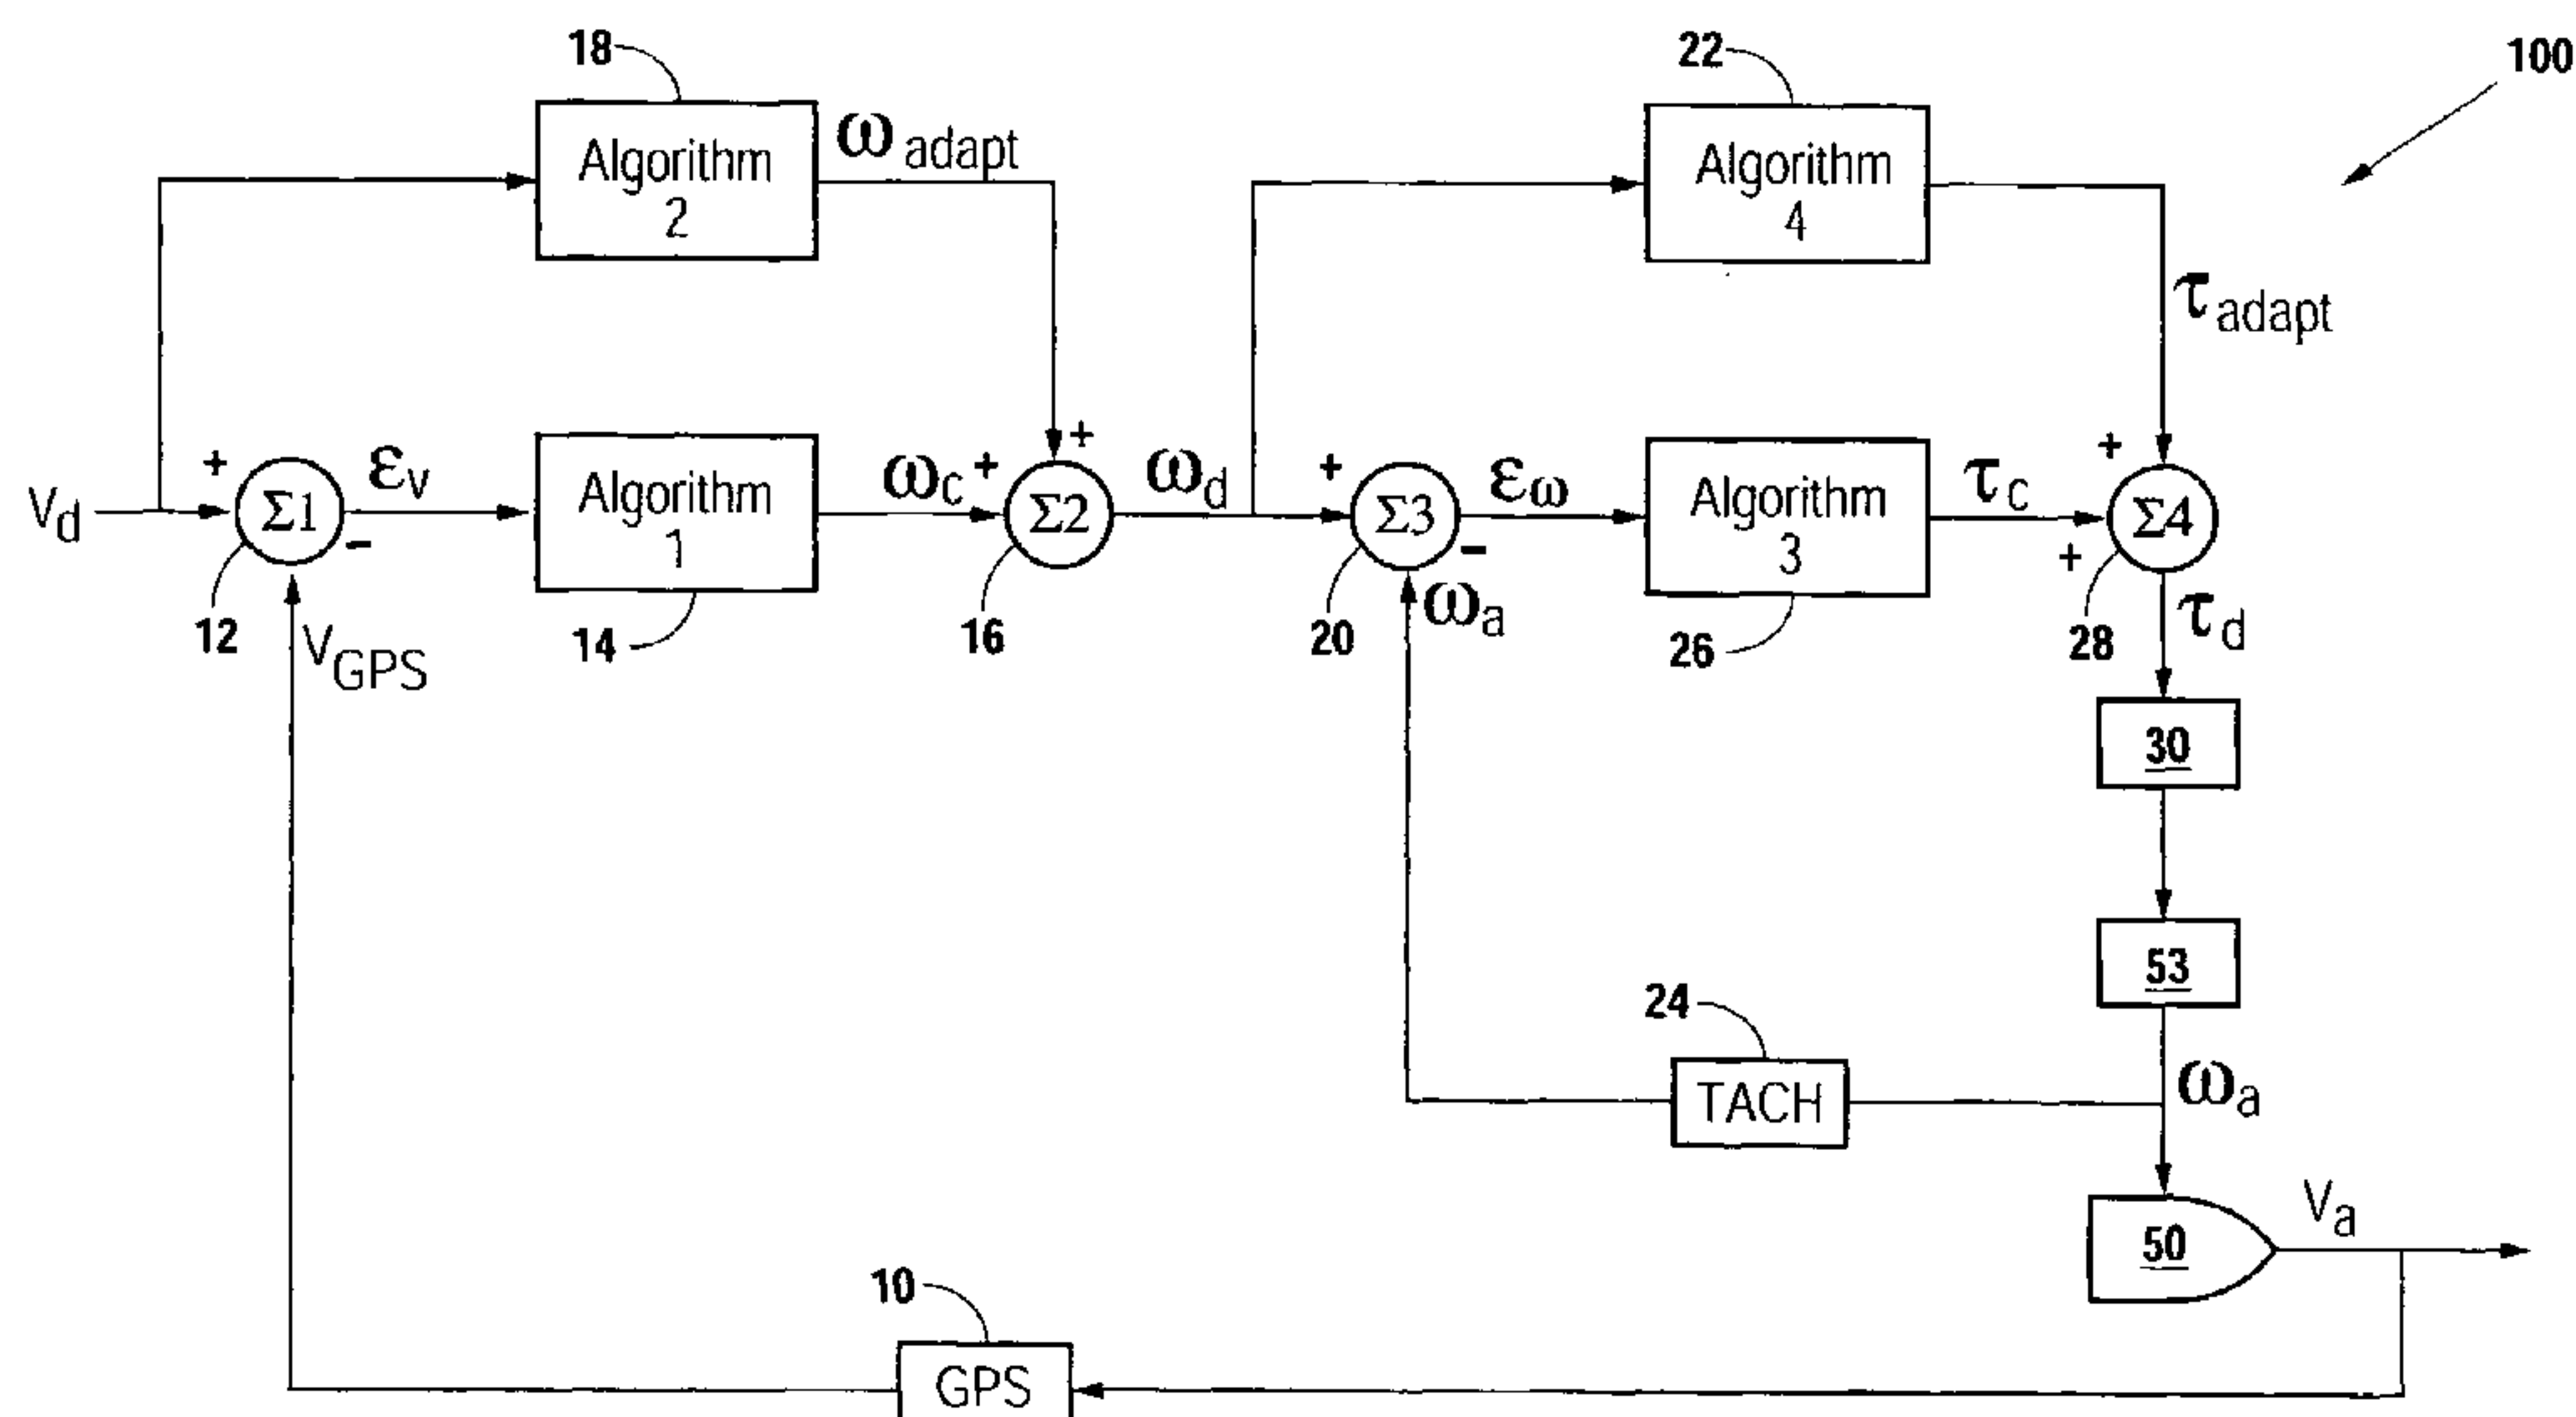 18
22
100
Algorithm
2
ω adapt
Algorithm
4
τ adapt
V d
+
Σ1
-
ε v
Algorithm
1
ω c
+
+
Σ2
ω d
+
Σ3
-
ε ω
Algorithm
3
τ c
+
+
Σ4
12
V GPS
14
16
20
ω a
26
28
τ d
30
53
24
TACH
ω a
50
V a
10
GPS